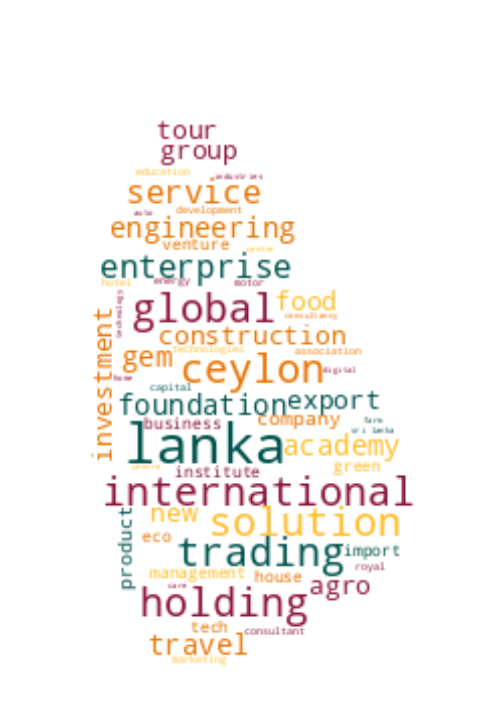 tour
group
education industries
service
auto development
engineering
venture center
enterprise
hotel energy motor
technology
global food
consultancy
construction
investment
gem technologies association
ceylon digital
home capital
foundation export
business company farm
sri lanka
lanka academy
centre institute green
international
product
new solution
eco trading import
royal
management house agro
care
holding
tech consultant
travel
marketing